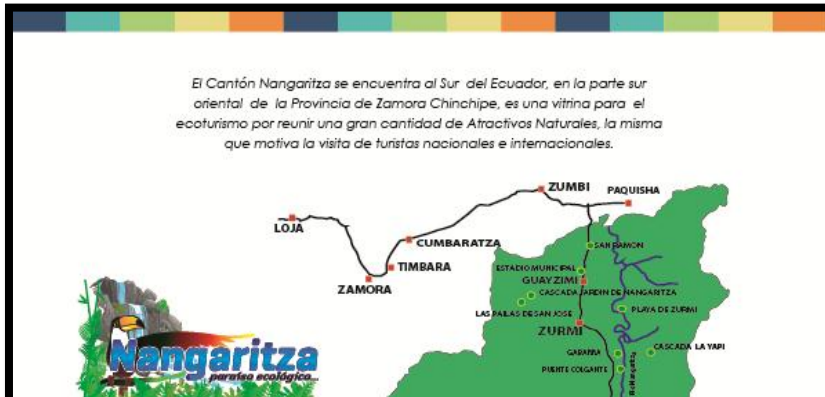 El Cantón Nangaritza se encuentra al Sur del Ecuador, en la parte sur
oriental de la Provincia de Zamora Chinchipe, es una vitrina para el
ecoturismo por reunir una gran cantidad de Atractivos Naturales, la misma
que motiva la visita de turistas nacionales e internacionales.
ZUMBI
PAQUISHA
LOJA
CUMBARATZA
SAN RAMON
TIMBARA
ESTADIO MUNICIPAL
GUAYZIMI
ZAMORA
CASCADA JARDIN DE NANGARITZA
LAS PAILAS DE SAN JOSE
PLAYA DE ZURMI
ZURMI
CASCADA LA YAPI
PUENTE COLGANTE
Nangaritza
paraíso ecológico...